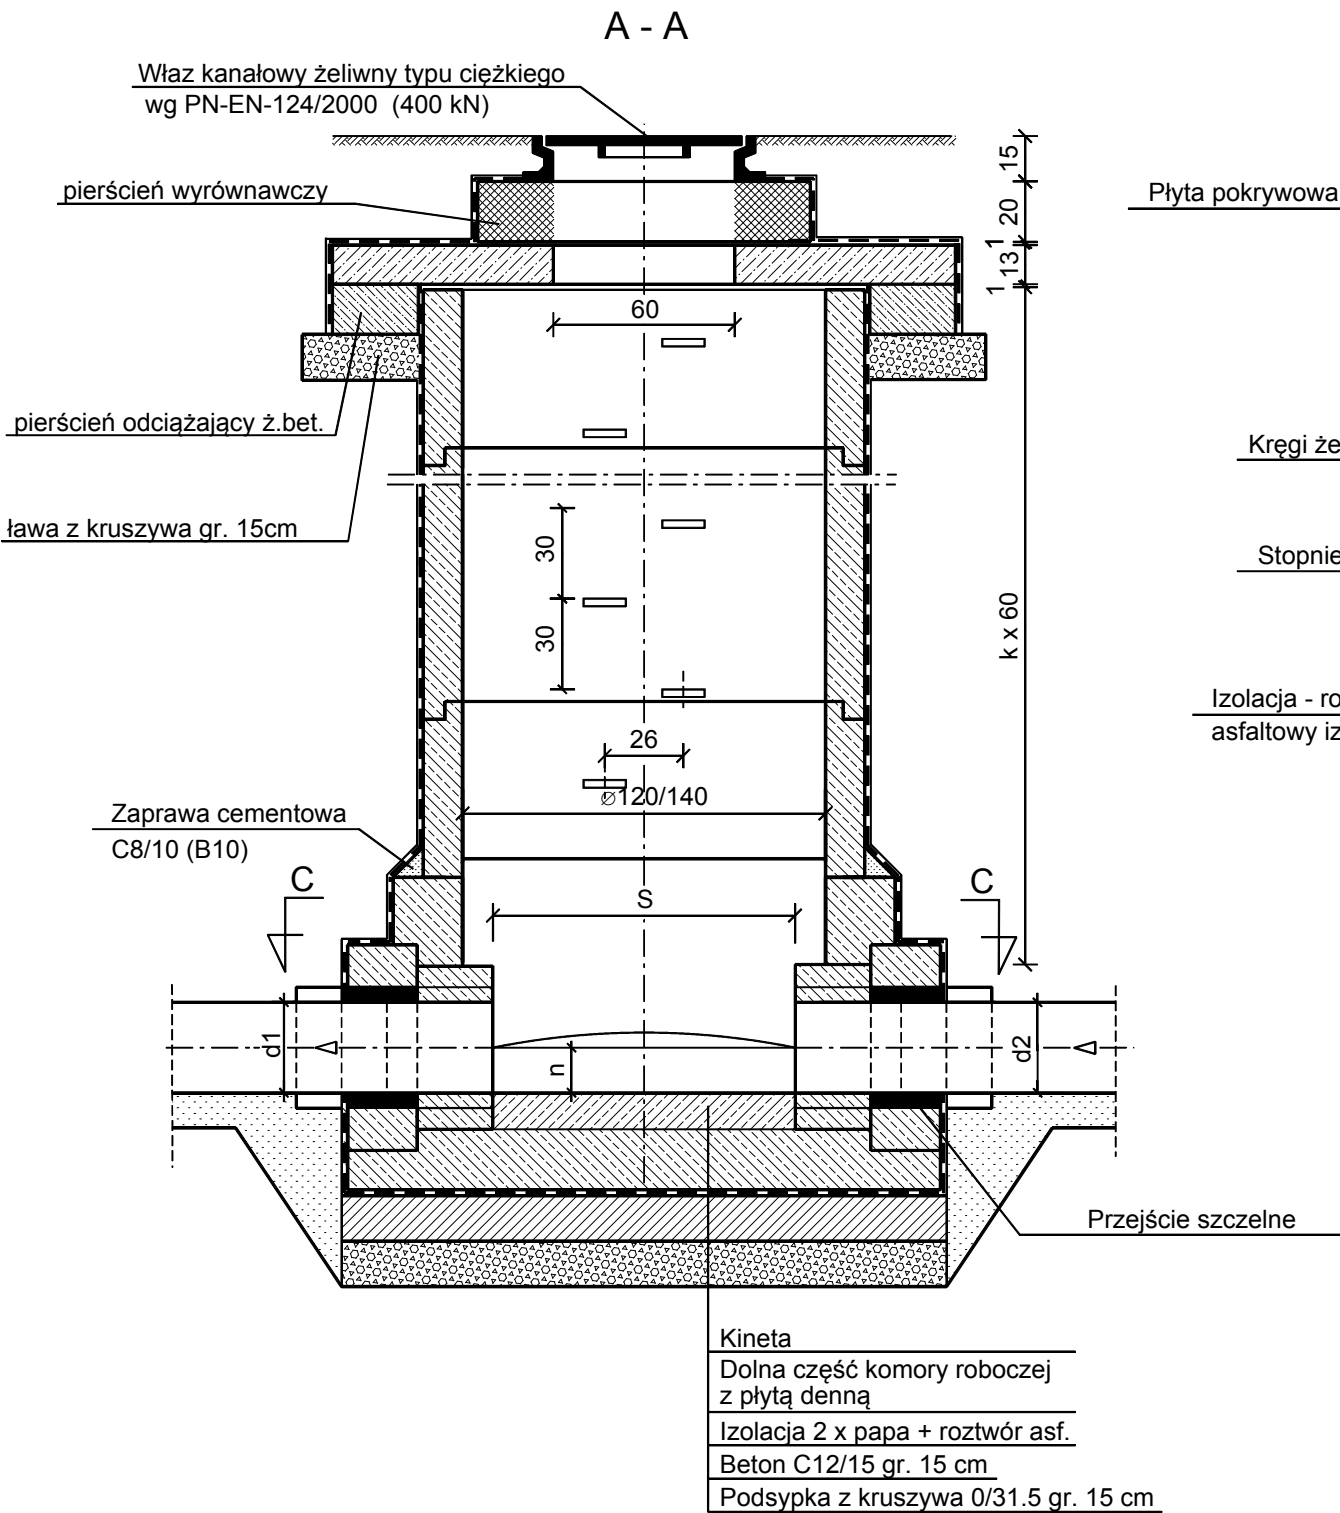 A - A
Właz kanałowy żeliwny typu ciężkiego
wg PN-EN-124/2000 (400 kN)
pierścień wyrównawczy
Płyta pokrywowa
15
20
1
13
1
60
pierścień odciążający ż.bet.
Kręgi że
ława z kruszywa gr. 15cm
Stopnie
30
30
k x 60
Izolacja - ro
asfaltowy iz
26
⌀120/140
Zaprawa cementowa
C8/10 (B10)
C
C
S
d1
n
d2
Przejście szczelne
Kineta
Dolna część komory roboczej
z płytą denną
Izolacja 2 x papa + roztwór asf.
Beton C12/15 gr. 15 cm
Podsypka z kruszywa 0/31.5 gr. 15 cm